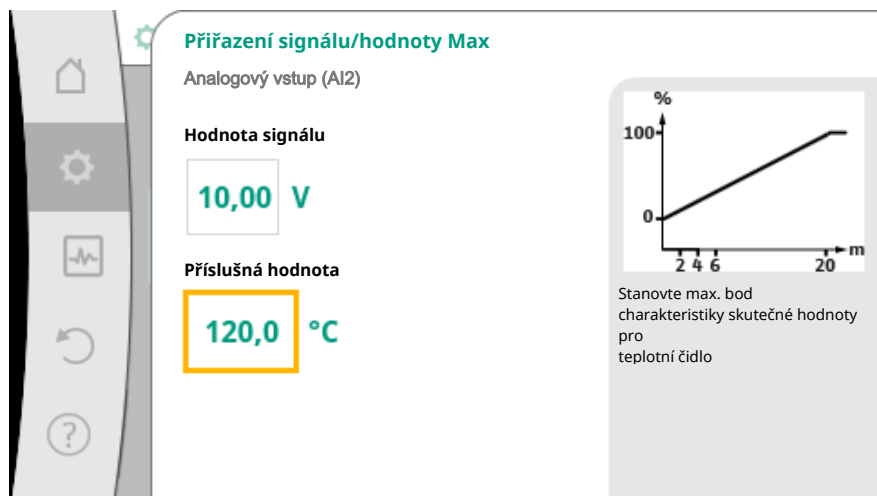 Přiřazení signálu/hodnoty Max
Analogový vstup (AI2)
Hodnota signálu
10,00 V
Příslušná hodnota
120,0 °C
%
100
0
2 4 6 20 m
Stanovte max. bod
charakteristiky skutečné hodnoty
pro
teplotní čidlo
?